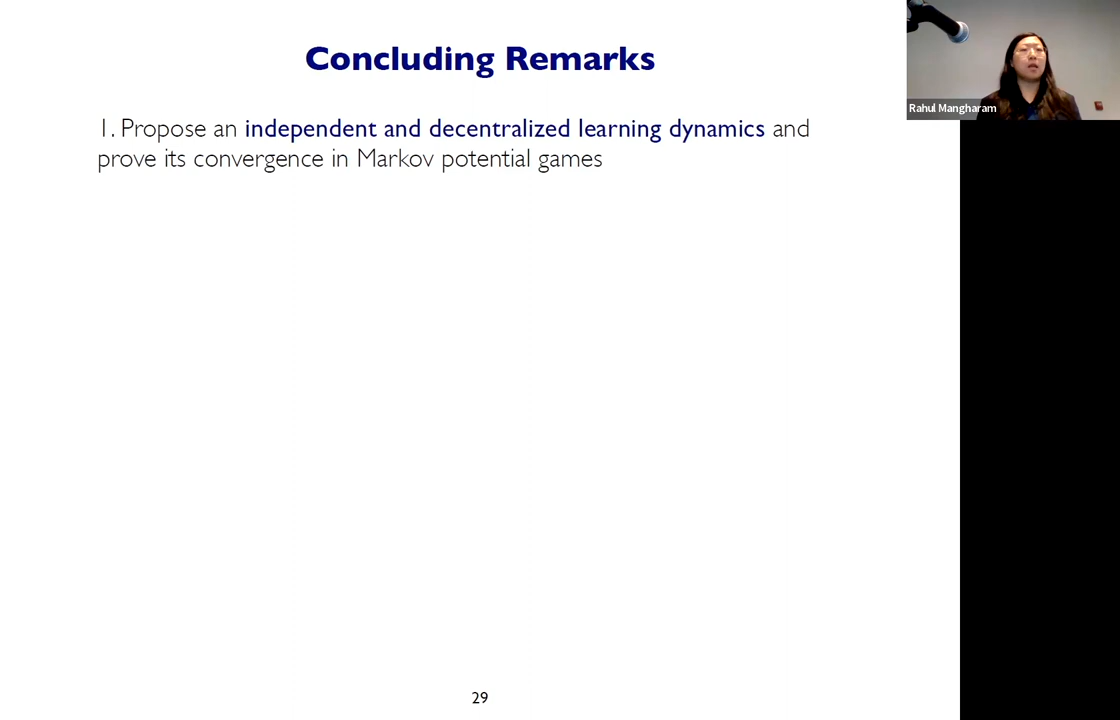 Concluding Remarks
Rahul Mangharam
1. Propose an independent and decentralized learning dynamics and
prove its convergence in Markov potential games
29